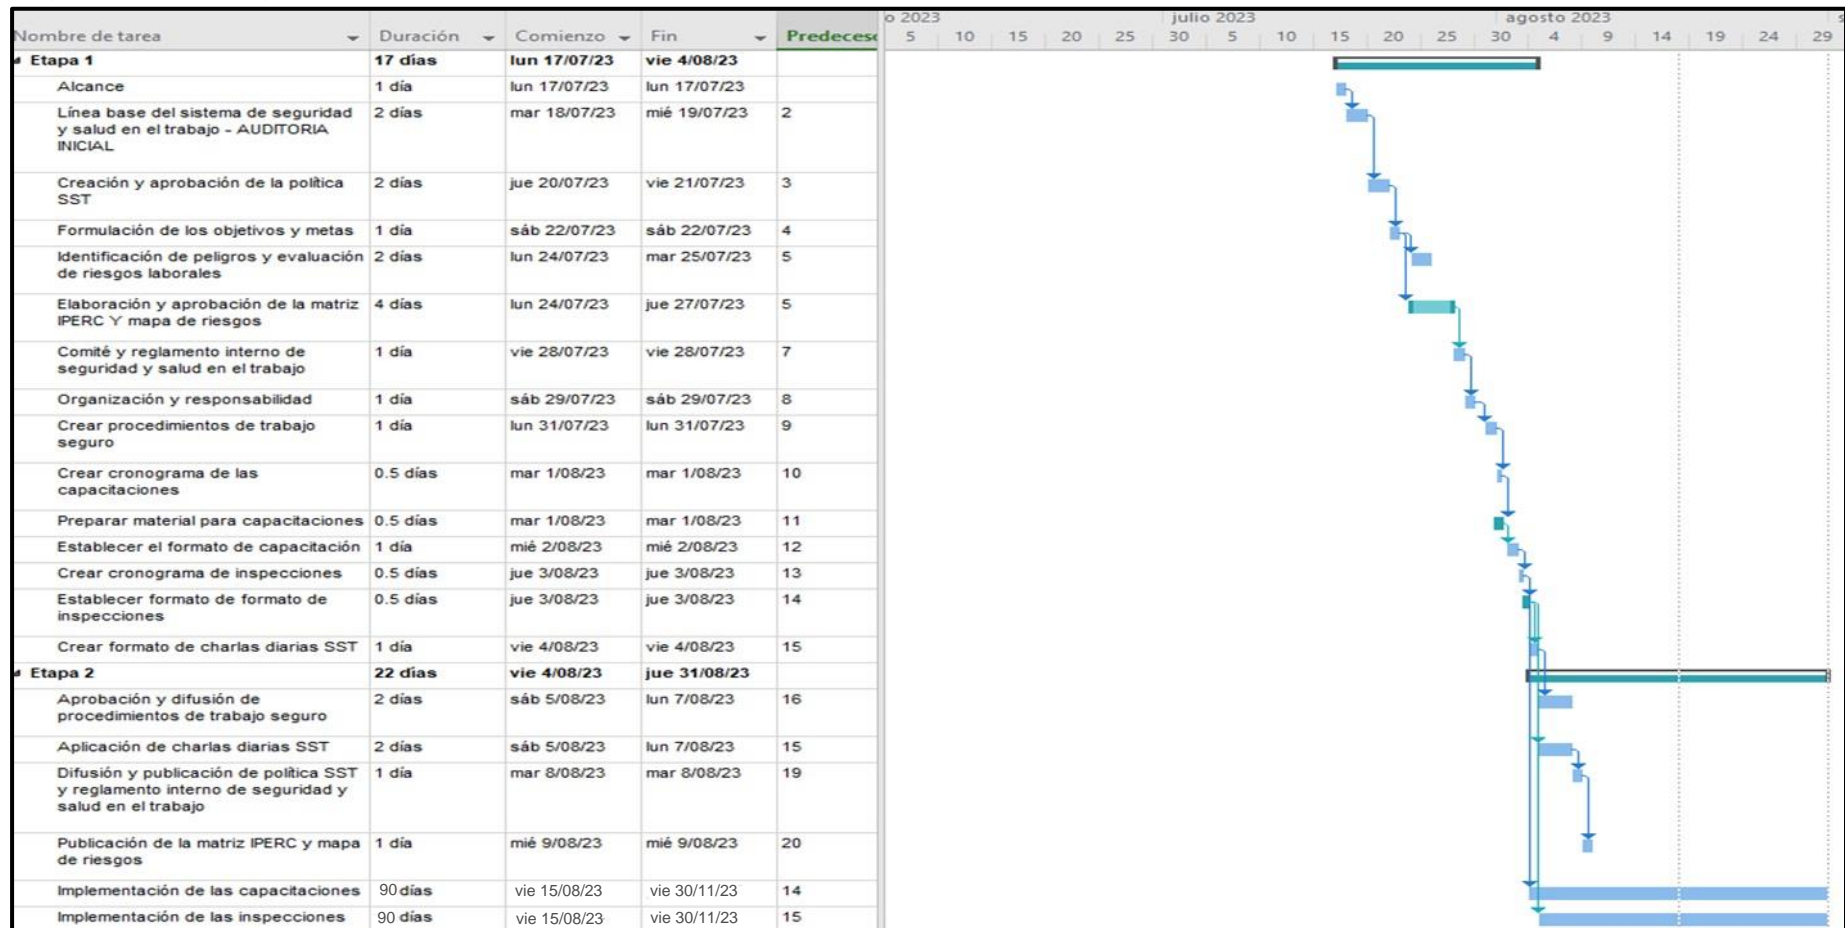 o 2023 julio 2023 agosto 2023 s
Nombre de tarea Duración Comienzo Fin Predeceso 5 10 15 20 25 30 5 10 15 20 25 30 4 9 14 19 24 29
Etapa 1 17 días lun 17/07/23 vie 4/08/23
Alcance 1 día lun 17/07/23 lun 17/07/23
Línea base del sistema de seguridad 2 días mar 18/07/23 mié 19/07/23 2
y salud en el trabajo - AUDITORIA
INICIAL
Creación y aprobación de la política 2 días jue 20/07/23 vie 21/07/23 3
SST
Formulación de los objetivos y metas 1 día sáb 22/07/23 sáb 22/07/23 4
Identificación de peligros y evaluación 2 días lun 24/07/23 mar 25/07/23 5
de riesgos laborales
Elaboración y aprobación de la matriz 4 días lun 24/07/23 jue 27/07/23 5
IPERC Y mapa de riesgos
Comité y reglamento interno de 1 día vie 28/07/23 vie 28/07/23 7
seguridad y salud en el trabajo
Organización y responsabilidad 1 día sáb 29/07/23 sáb 29/07/23 8
Crear procedimientos de trabajo 1 día lun 31/07/23 lun 31/07/23 9
seguro
Crear cronograma de las 0.5 días mar 1/08/23 mar 1/08/23 10
capacitaciones
Preparar material para capacitaciones 0.5 días mar 1/08/23 mar 1/08/23 11
Establecer el formato de capacitación 1 día mié 2/08/23 mié 2/08/23 12
Crear cronograma de inspecciones 0.5 días jue 3/08/23 jue 3/08/23 13
Establecer formato de formato de 0.5 días jue 3/08/23 jue 3/08/23 14
inspecciones
Crear formato de charlas diarias SST 1 día vie 4/08/23 vie 4/08/23 15
Etapa 2 22 días vie 4/08/23 jue 31/08/23
Aprobación y difusión de 2 días sáb 5/08/23 lun 7/08/23 16
procedimientos de trabajo seguro
Aplicación de charlas diarias SST 2 días sáb 5/08/23 lun 7/08/23 15
Difusión y publicación de política SST 1 día mar 8/08/23 mar 8/08/23 19
y reglamento interno de seguridad y
salud en el trabajo
Publicación de la matriz IPERC y mapa 1 día mié 9/08/23 mié 9/08/23 20
de riesgos
Implementación de las capacitaciones 90 días vie 15/08/23 vie 30/11/23 14
Implementación de las inspecciones 90 días vie 15/08/23 vie 30/11/23 15